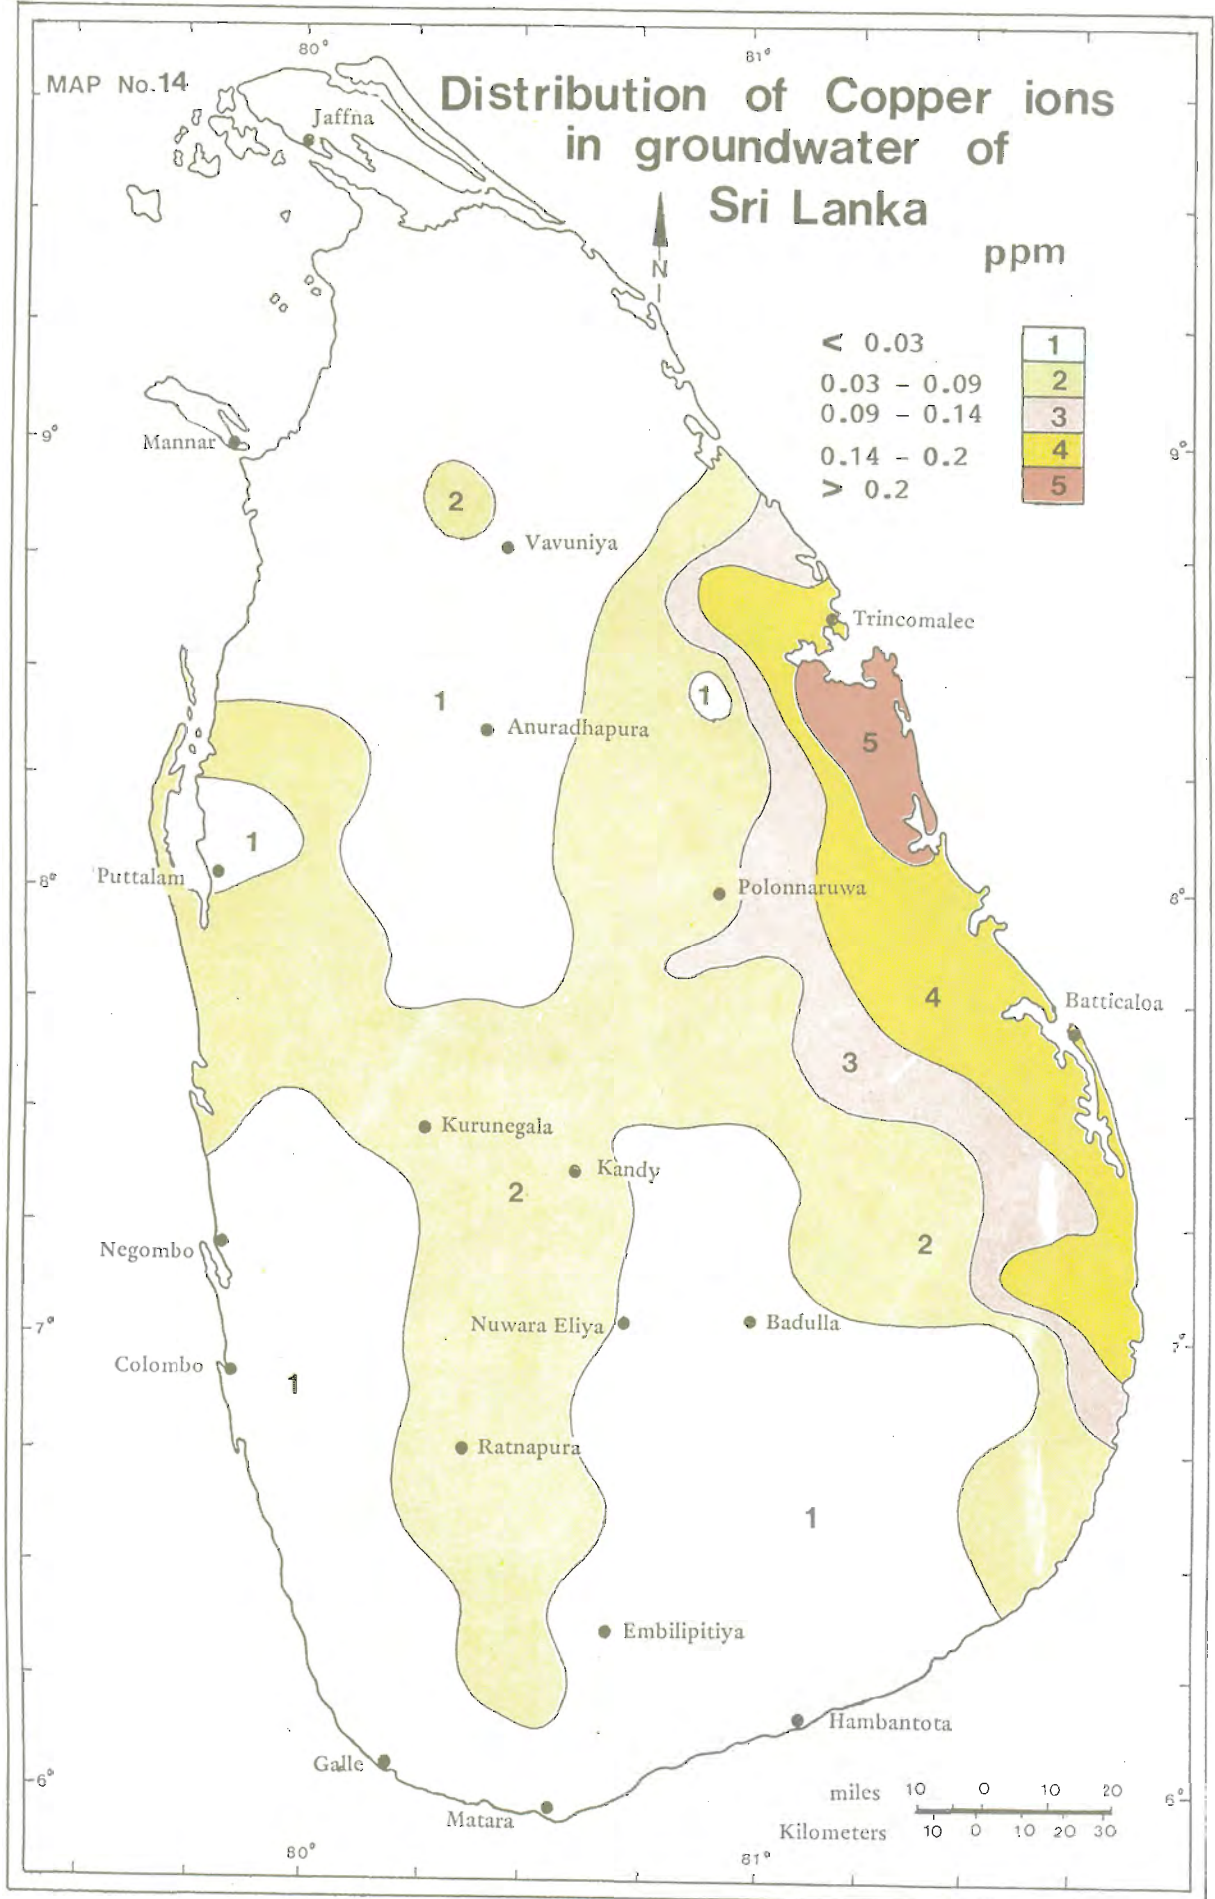 80°
81°
MAP No.14
Distribution of Copper ions
in groundwater of
Sri Lanka
Jaffna
N
ppm
< 0.03 1
0.03 - 0.09 2
0.09 - 0.14 3
0.14 - 0.2 4
> 0.2 5
9°
9°
Mannar
2
Vavuniya
Trincomalee
1
1
Anuradhapura
5
1
Puttalam
8°
8°
Polonnaruwa
4
Batticaloa
3
Kurunegala
Kandy
2
2
Negombo
7°
Nuwara Eliya
Badulla
Colombo
1
Ratnapura
1
Embilipitiya
Hambantota
Galle
6°
6°
miles 10 0 10 20
Matara
Kilometers 10 0 10 20 30
80°
81°